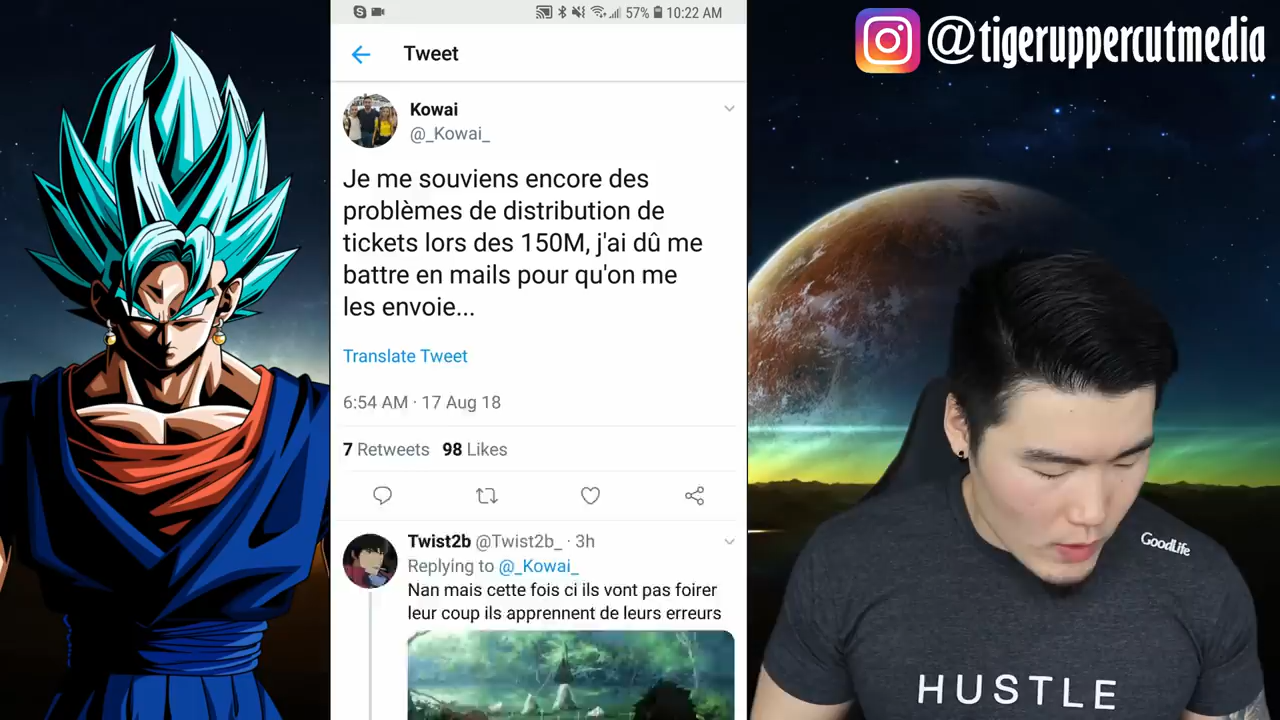 57% 10:22 AM
@tigeruppercutmedia
Tweet
Kowai
@_Kowai_
Je me souviens encore des
problèmes de distribution de
tickets lors des 150M, j'ai dû me
battre en mails pour qu'on me
les envoie...
Translate Tweet
6:54 AM · 17 Aug 18
7 Retweets 98 Likes
Twist2b @Twist2b_ · 3h
Replying to @_Kowai_
Nan mais cette fois ci ils vont pas foirer
leur coup ils apprennent de leurs erreurs
GOODLIFE
HUSTLE